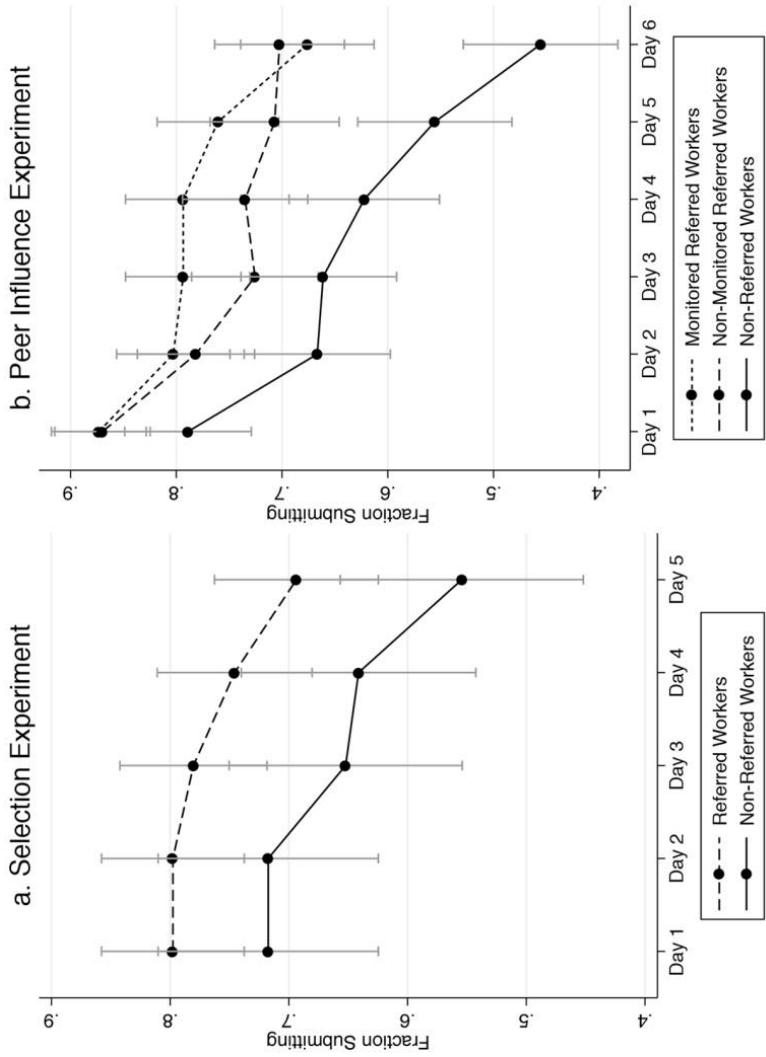 a. Selection Experiment
Fraction Submitting
.9
.8
.7
.6
.5
.4
Day 1
Day 2
Day 3
Day 4
Day 5
Referred Workers
Non-Referred Workers
b. Peer Influence Experiment
Fraction Submitting
.9
.8
.7
.6
.5
.4
Day 1
Day 2
Day 3
Day 4
Day 5
Day 6
Monitored Referred Workers
Non-Monitored Referred Workers
Non-Referred Workers